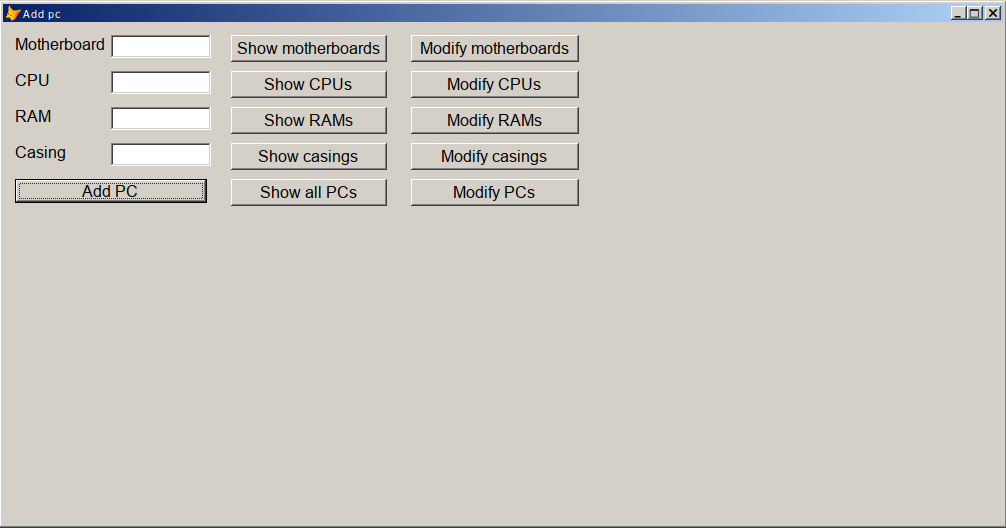 Add pc
Motherboard Show motherboards Modify motherboards
CPU Show CPUs Modify CPUs
RAM Show RAMs Modify RAMs
Casing Show casings Modify casings
Add PC Show all PCs Modify PCs